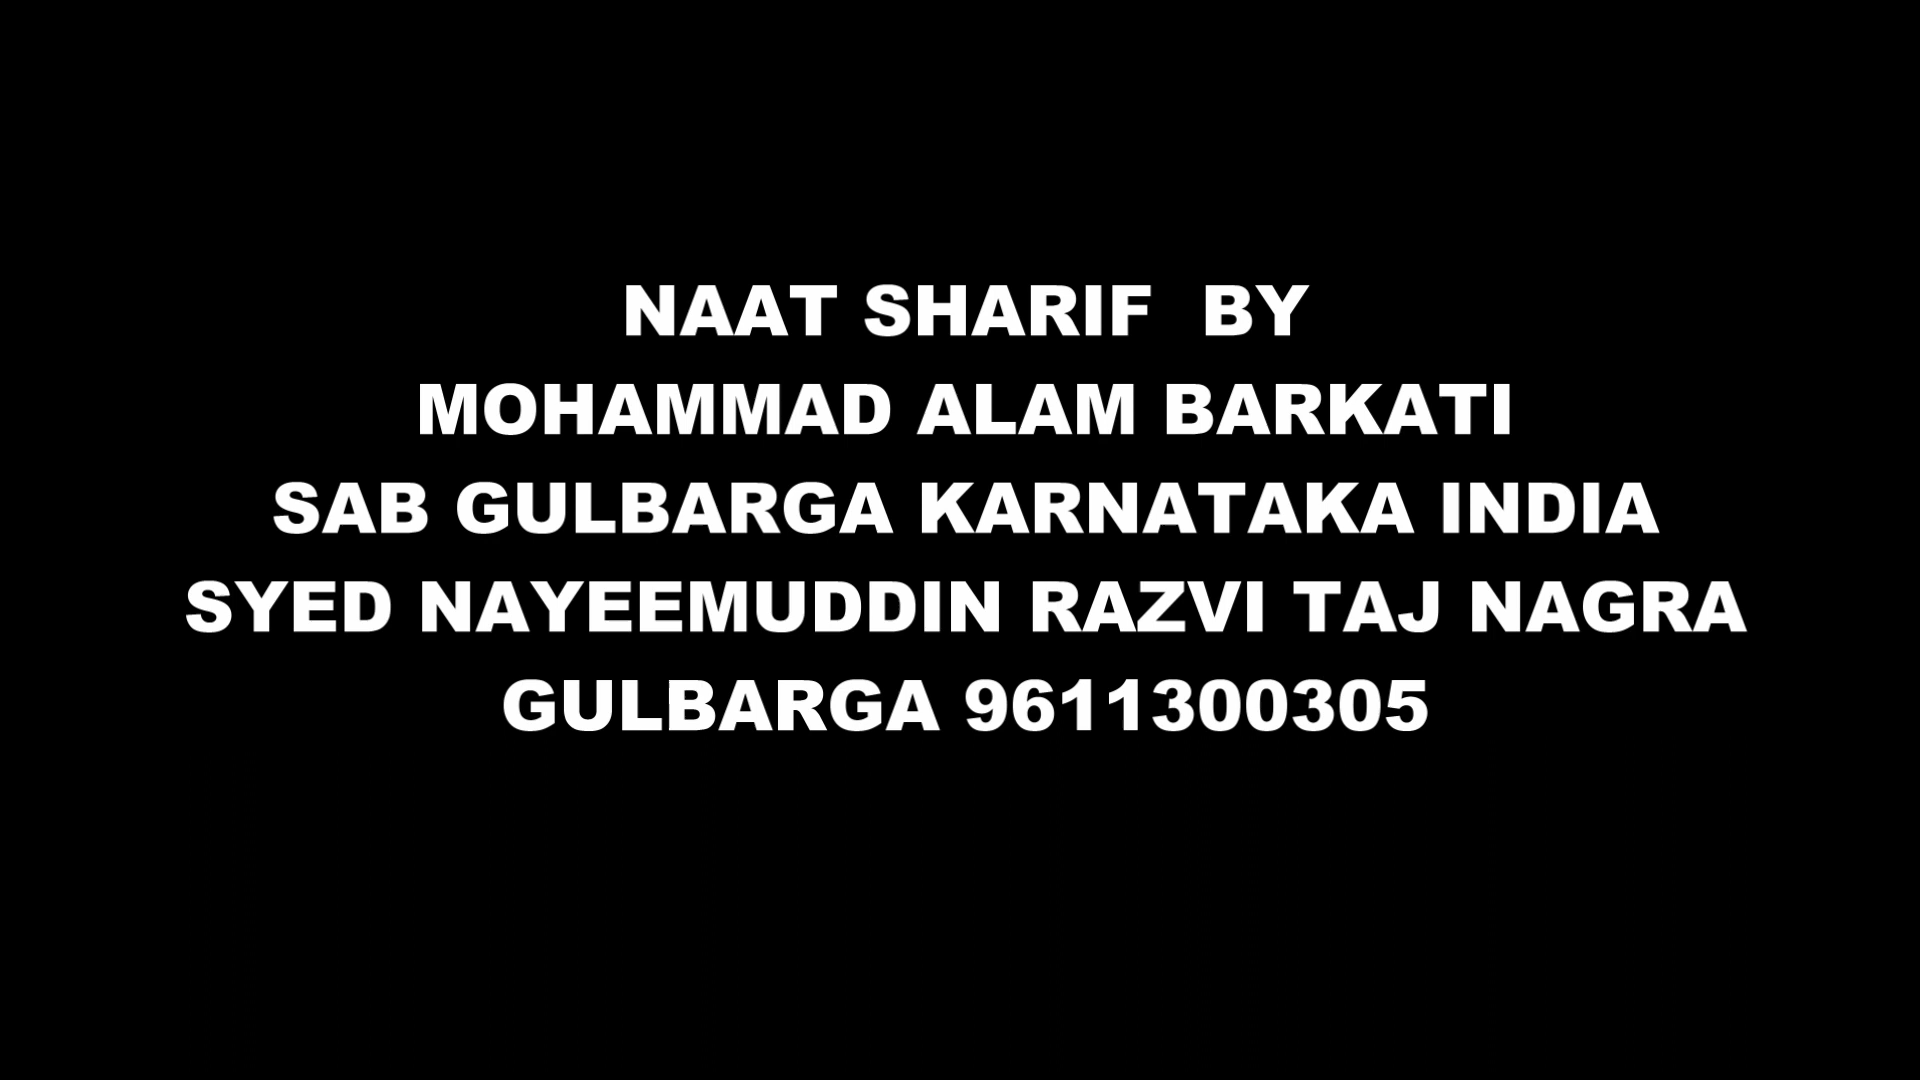 NAAT SHARIF  BY
MOHAMMAD ALAM BARKATI
SAB GULBARGA KARNATAKA INDIA
SYED NAYEEMUDDIN RAZVI TAJ NAGRA
GULBARGA 9611300305